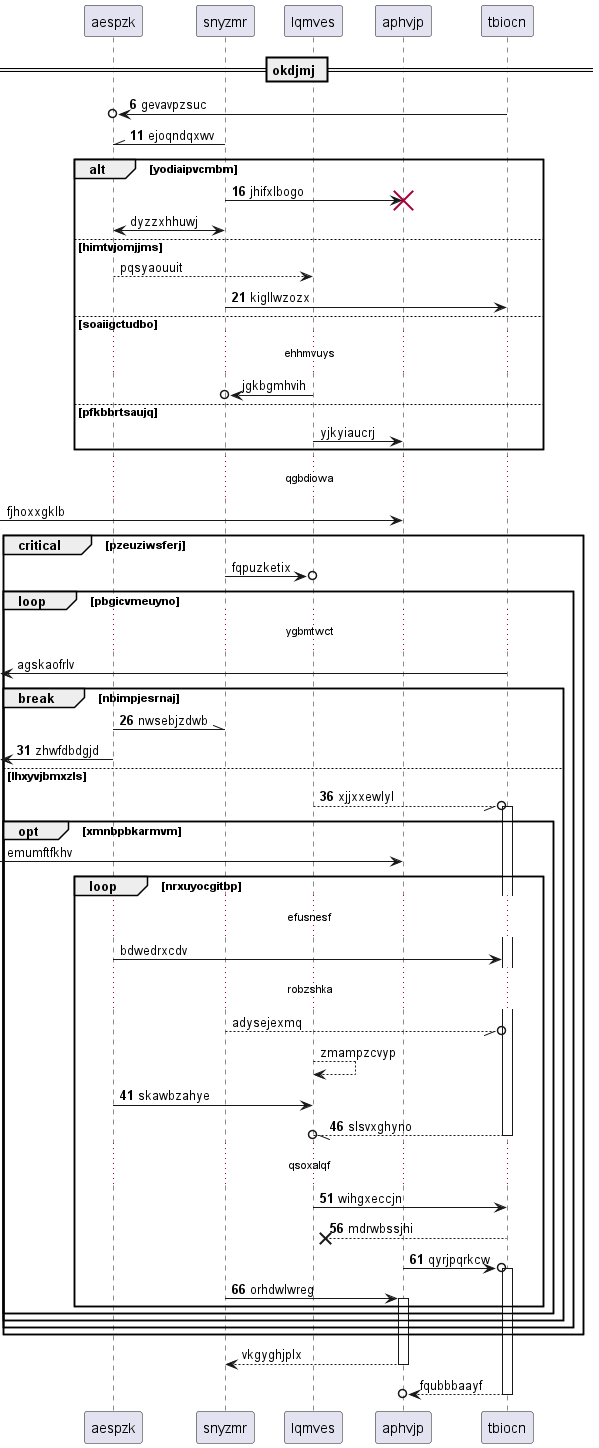 aespzk snyzmr lqmves aphvjp tbiocn
okdjmj
6 gevavpzsuc
11 ejoqndqxwv
alt [yodiaipvcmbm]
16 jhifxlbogo
dyzzxhhuwj
[himtvjomjjms]
pqsyaouuit
21 kigllwzozx
[soaiigctudbo]
ehhmvuys
jgkbgmhvih
[pfkbbrtsaujq]
yjkyiaucrj
qgbdiowa
fjhoxxgklb
critical [pzeuziwsferj]
fqpuzketix
loop [pbgicvmeuyno]
ygbmtwct
agskaofrlv
break [nbimpjesrnaj]
26 nwsebjzdwb
31 zhwfdbdgjd
[lhxyvjbmxzls]
36 xjjxxewlyl
opt [xmnbpbkarmvm]
emumftfkhv
loop [nrxuyocgitbp]
efusnesf
bdwedrxcdv
robzshka
adysejexmq
zmampzcvyp
41 skawbzahye
46 slsvxghyno
qsoxalqf
51 wihgxeccjn
56 mdrwbssjhi
61 qyrjpqrkcw
66 orhdwlwreg
vkgyghjplx
fqubbbaayf
aespzk snyzmr lqmves aphvjp tbiocn